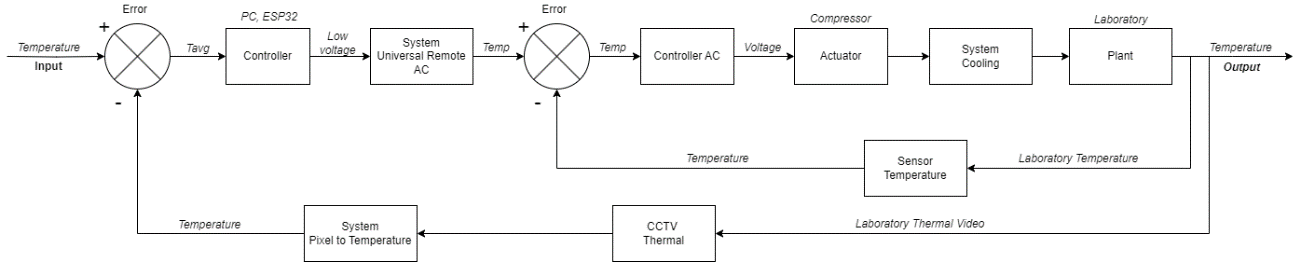 Error
Error
PC, ESP32
Compressor
Laboratory
+
+
Temperature
Input
Tavg
Controller
Low
voltage
System
Universal Remote
AC
Temp
Temp
Controller AC
Voltage
Actuator
System
Cooling
Plant
Temperature
Output
-
-
Temperature
Sensor
Temperature
Laboratory Temperature
Temperature
System
Pixel to Temperature
CCTV
Thermal
Laboratory Thermal Video